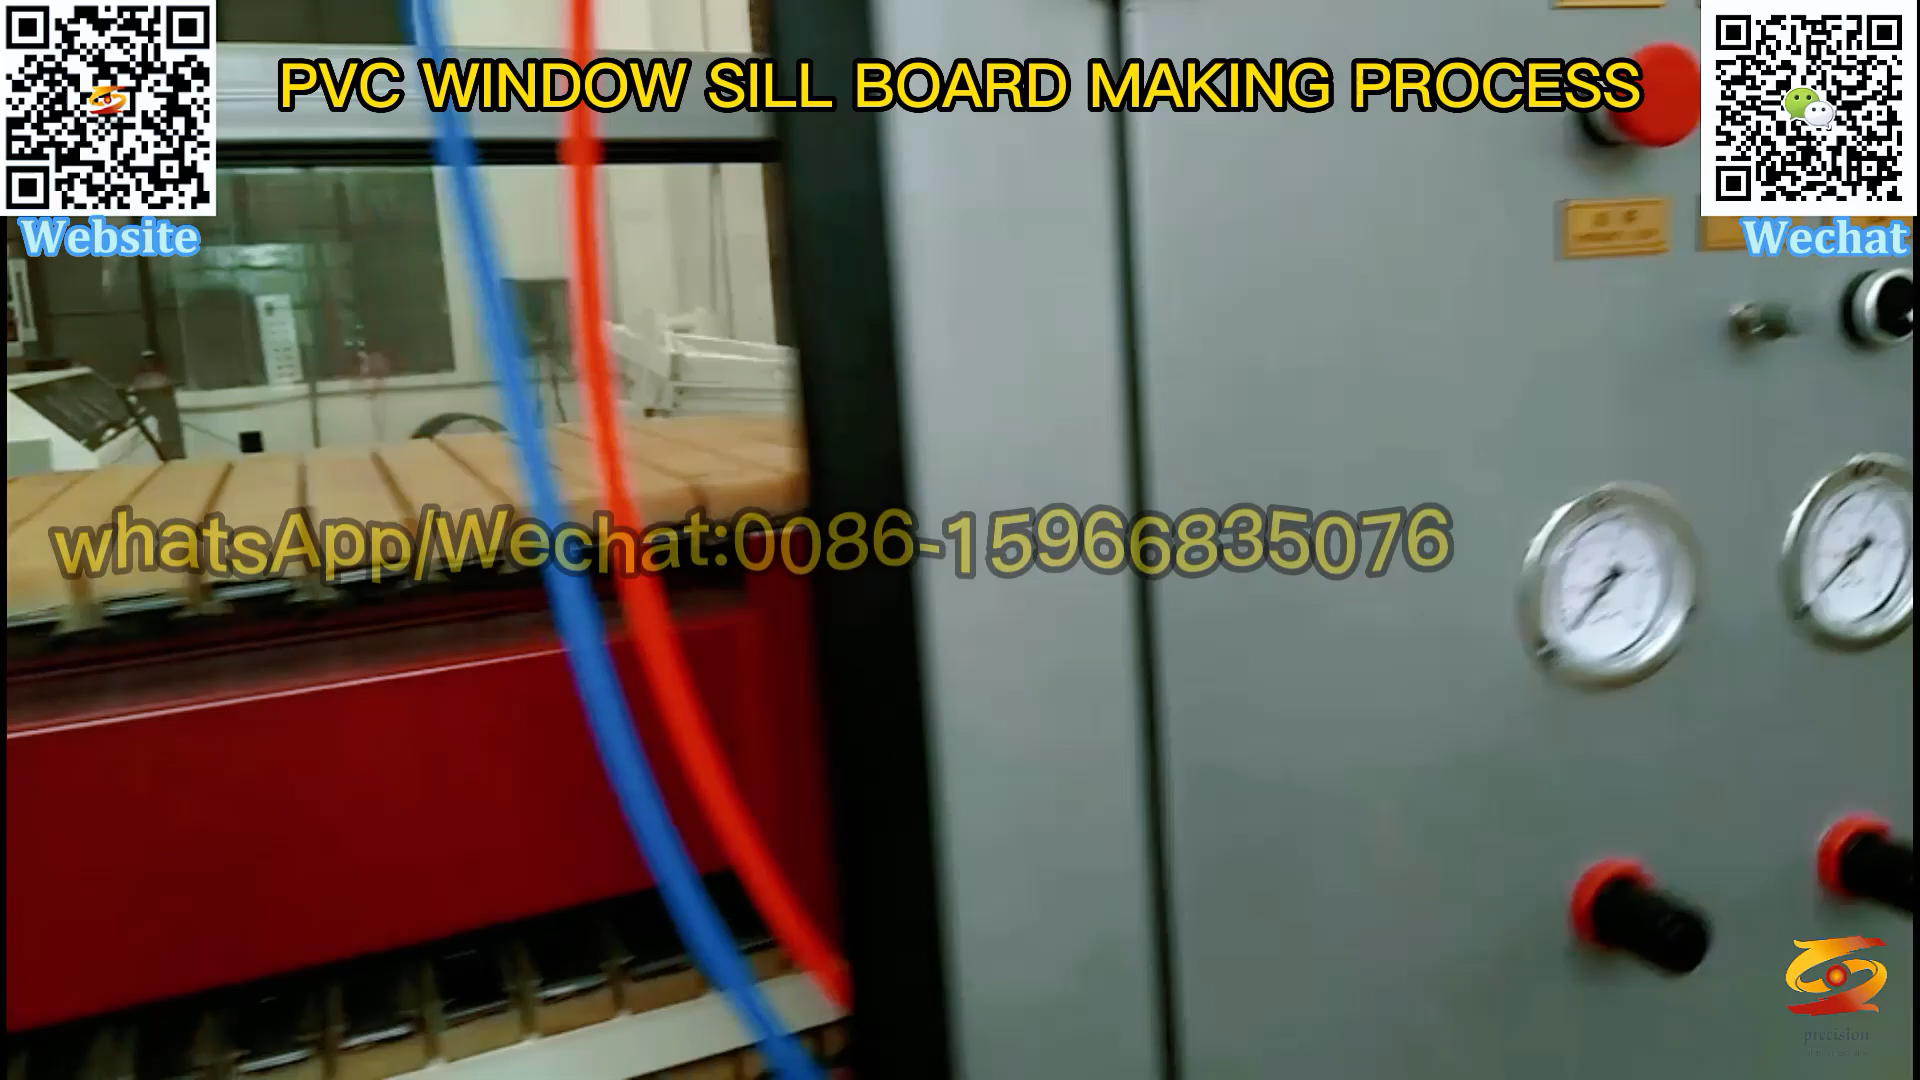 PVC WINDOW SILL BOARD MAKING PROCESS
Website
Wechat
whatsApp/Wechat:0086-15966835076
precision